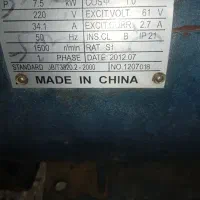 P 7.5 kW COSφ 1.0
220 V EXCIT.VOLT 61 V
34.1 A EXCIT.CURR 2.7 A
50 Hz INS.CL B IP 21
1500 r/min RAT S1
1 PHASE DATE 2012.07
STANDARD JB/T3320.2-2000 NO.1207018
MADE IN CHINA